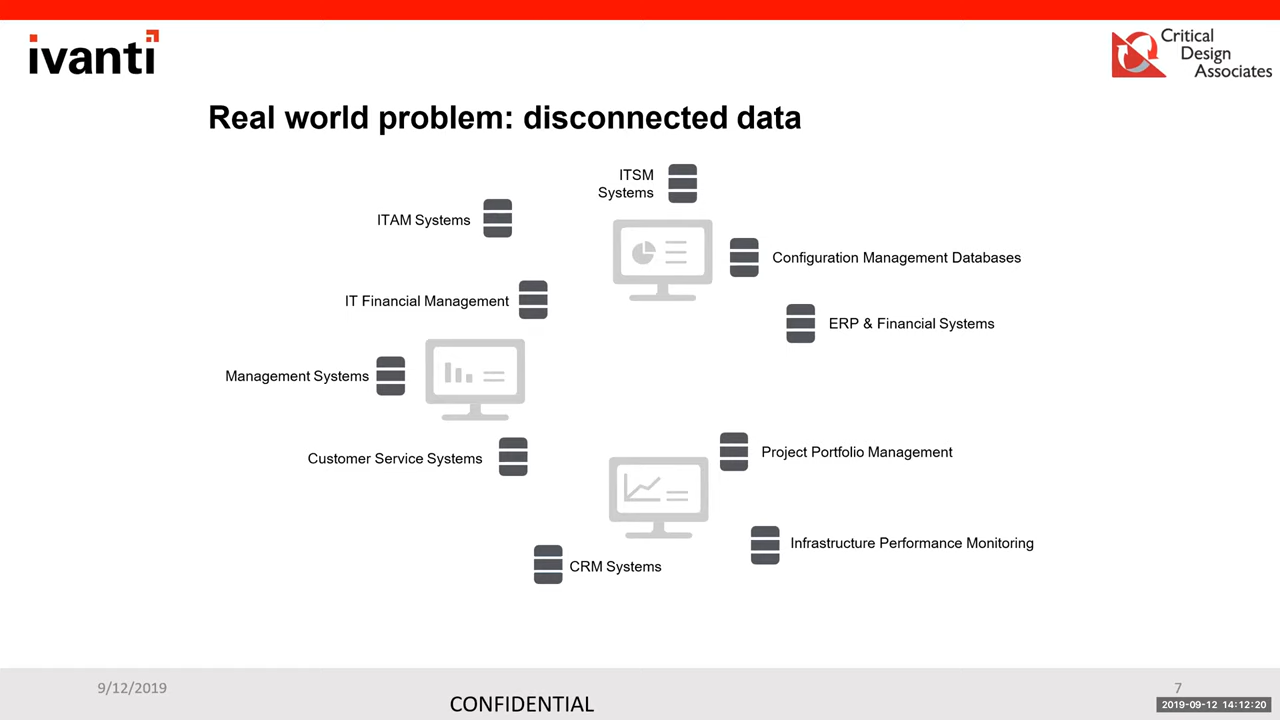 ivanti
Critical
Design
Associates
Real world problem: disconnected data
ITSM
Systems
ITAM Systems
Configuration Management Databases
IT Financial Management
ERP & Financial Systems
Management Systems
Customer Service Systems
Project Portfolio Management
Infrastructure Performance Monitoring
CRM Systems
9/12/2019
CONFIDENTIAL
7
2019-09-12 14:12:20